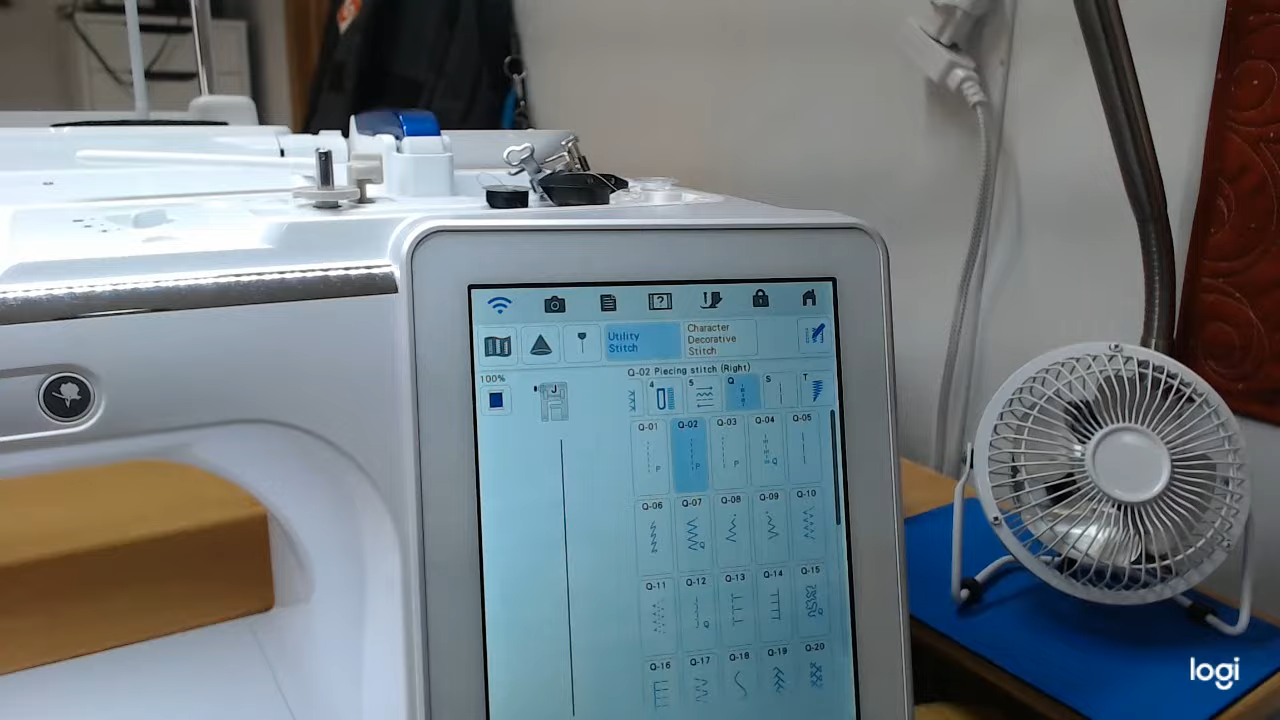 Utility
Stitch
Character
Decorative
Stitch
Q-02 Piecing stitch (Right)
100%
J
4
5
Q
S
T
Q-01
Q-02
Q-03
Q-04
Q-05
P
P
P
Q
Q-06
Q-07
Q-08
Q-09
Q-10
Q
Q-11
Q-12
Q-13
Q-14
Q-15
Q
Q-16
Q-17
Q-18
Q-19
Q-20
logi